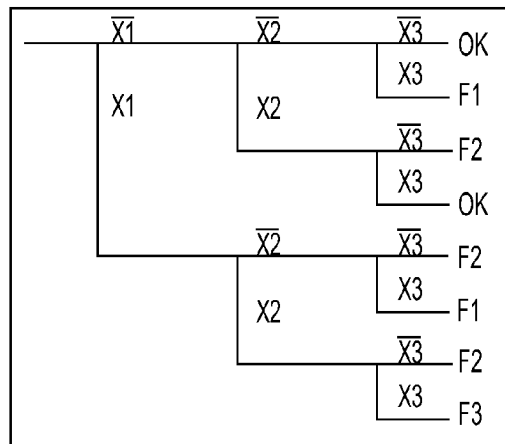 X̅1̅ X̅2̅ X̅3̅ OK
X3 F1
X1 X2 X̅3̅ F2
X3 OK
X̅2̅ X̅3̅ F2
X3 F1
X2 X̅3̅ F2
X3 F3